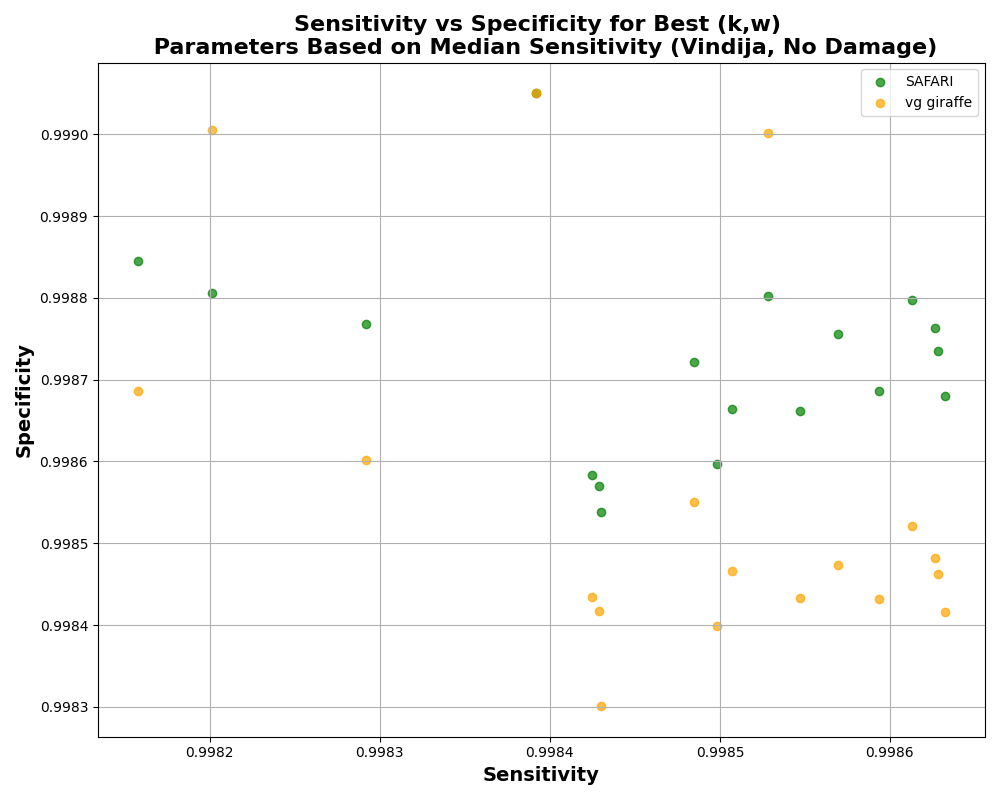 Sensitivity vs Specificity for Best (k,w)
Parameters Based on Median Sensitivity (Vindija, No Damage)
SAFARI
vg giraffe
0.9990
0.9989
0.9988
0.9987
0.9986
0.9985
0.9984
0.9983
Specificity
0.9982 0.9983 0.9984 0.9985 0.9986
Sensitivity